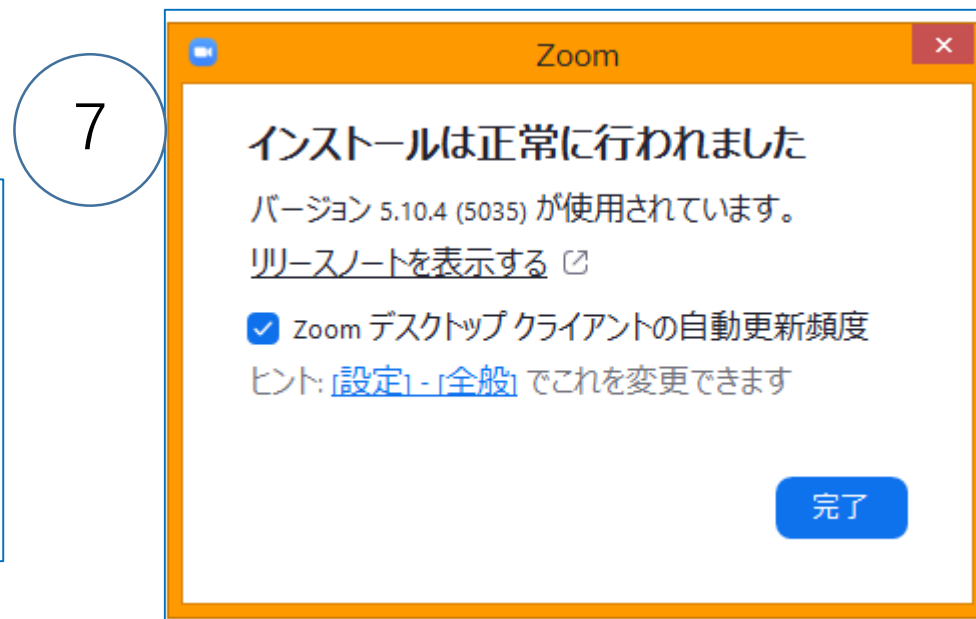 7
Zoom
インストールは正常に行われました
バージョン 5.10.4 (5035) が使用されています。
リリースノートを表示する
Zoom デスクトップ クライアントの自動更新頻度
ヒント: [設定] - [全般] でこれを変更できます
完了